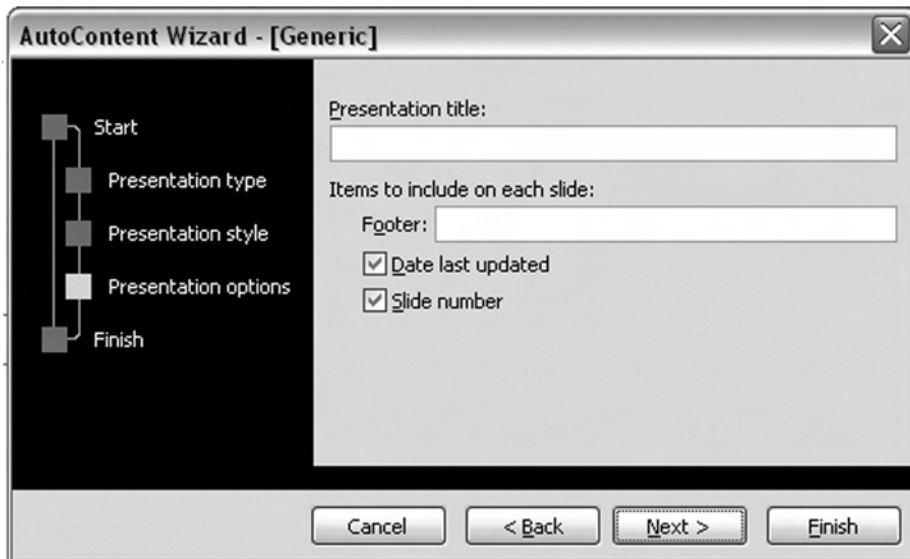 AutoContent Wizard - [Generic]
Start
Presentation type
Presentation style
Presentation options
Finish
Presentation title:
Items to include on each slide:
Footer:
Date last updated
Slide number
Cancel
< Back
Next >
Finish